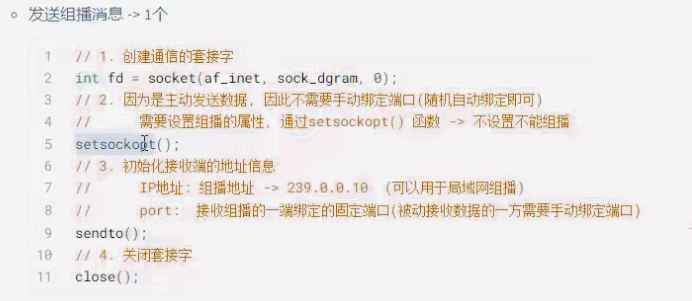 发送组播消息 -> 1个
1 // 1. 创建通信的套接字
2 int fd = socket(af_inet, sock_dgram, 0);
3 // 2. 因为是主动发送数据, 因此不需要手动绑定端口(随机自动绑定即可)
4 // 需要设置组播的属性, 通过setsockopt() 函数 -> 不设置不能组播
5 setsockopt();
6 // 3. 初始化接收端的地址信息
7 // IP地址: 组播地址 -> 239.0.0.10 (可以用于局域网组播)
8 // port: 接收组播的一端绑定的固定端口(被动接收数据的一方需要手动绑定端口)
9 sendto();
10 // 4. 关闭套接字
11 close();